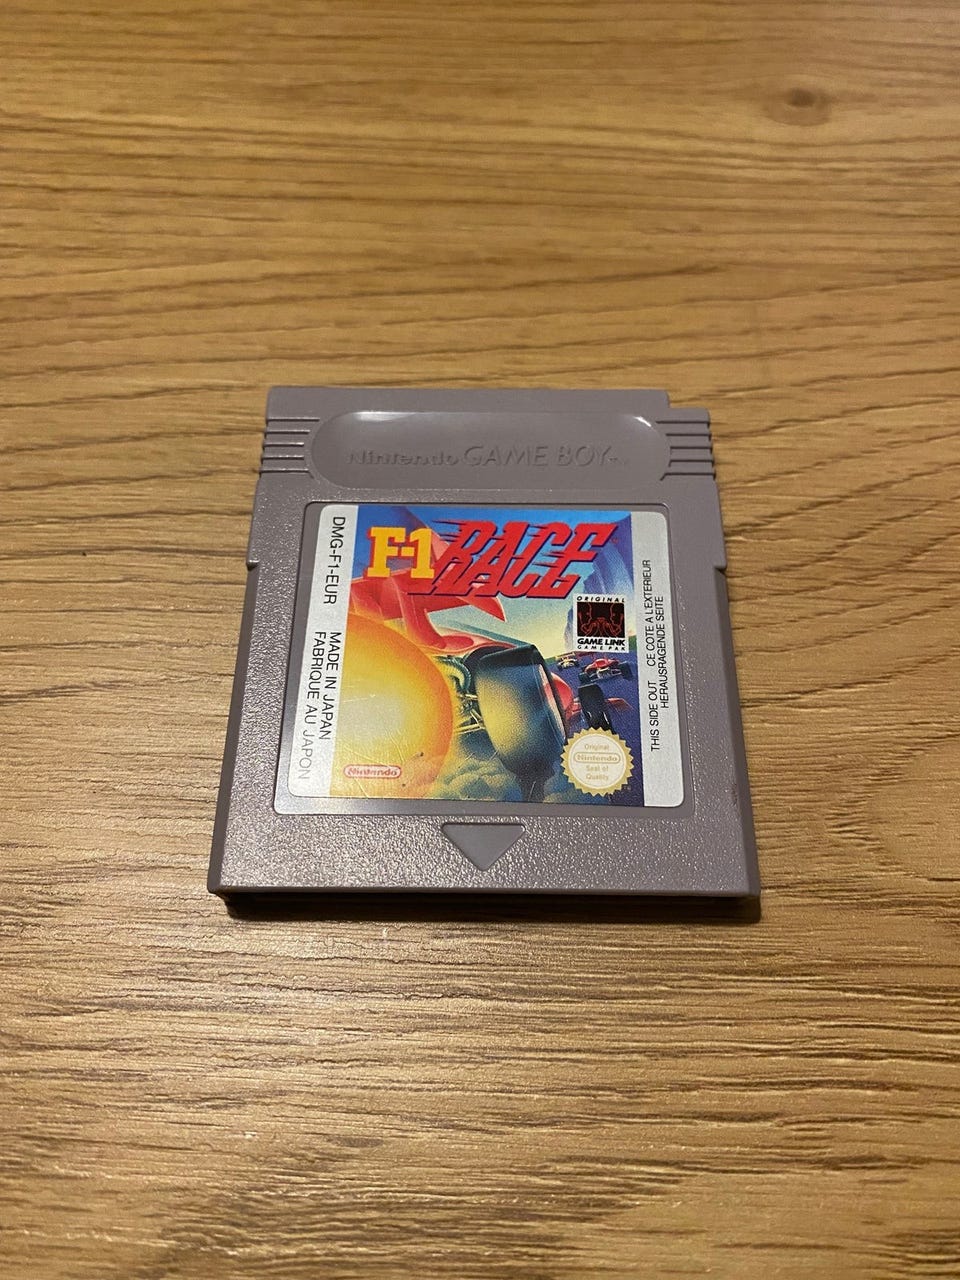 Nintendo GAME BOY TM
F-1 RACE
DMG-F1-EUR MADE IN JAPAN
FABRIQUE AU JAPON
ORIGINAL
GAME LINK
GAME PAK
THIS SIDE OUT CE COTE A L'EXTERIEUR
HERAUSRAGENDE SEITE
Nintendo
Original
Nintendo
Seal of
Quality